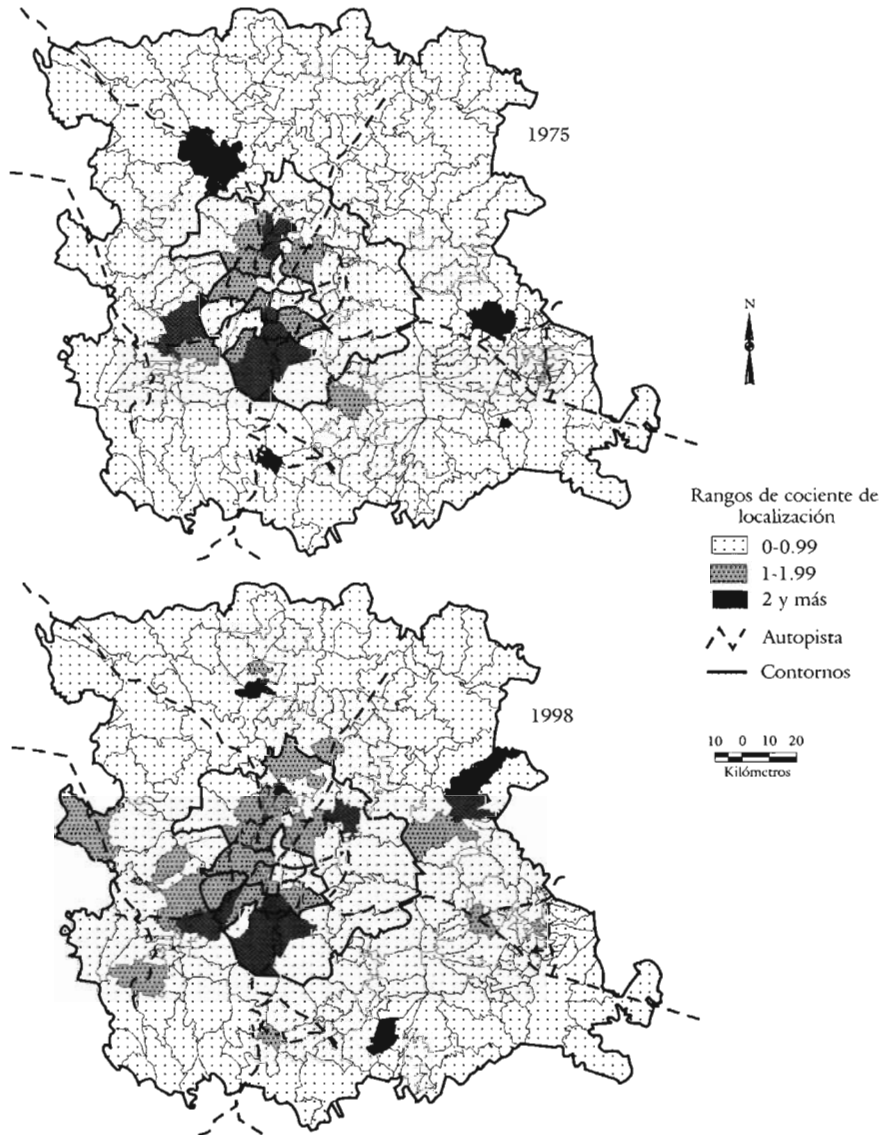 1975
N
Rangos de cociente de
localización
0-0.99
1-1.99
2 y más
Autopista
Contornos
1998
10 0 10 20
Kilómetros